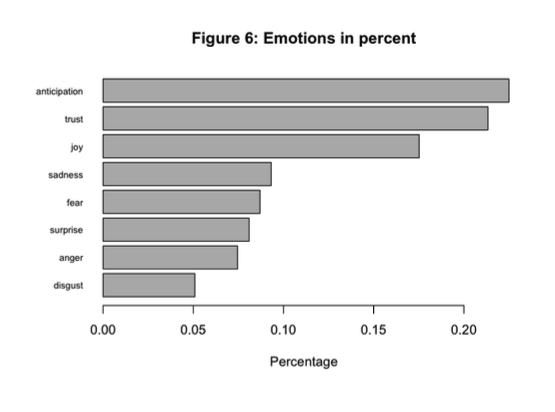 Figure 6: Emotions in percent
anticipation
trust
joy
sadness
fear
surprise
anger
disgust
0.00 0.05 0.10 0.15 0.20
Percentage